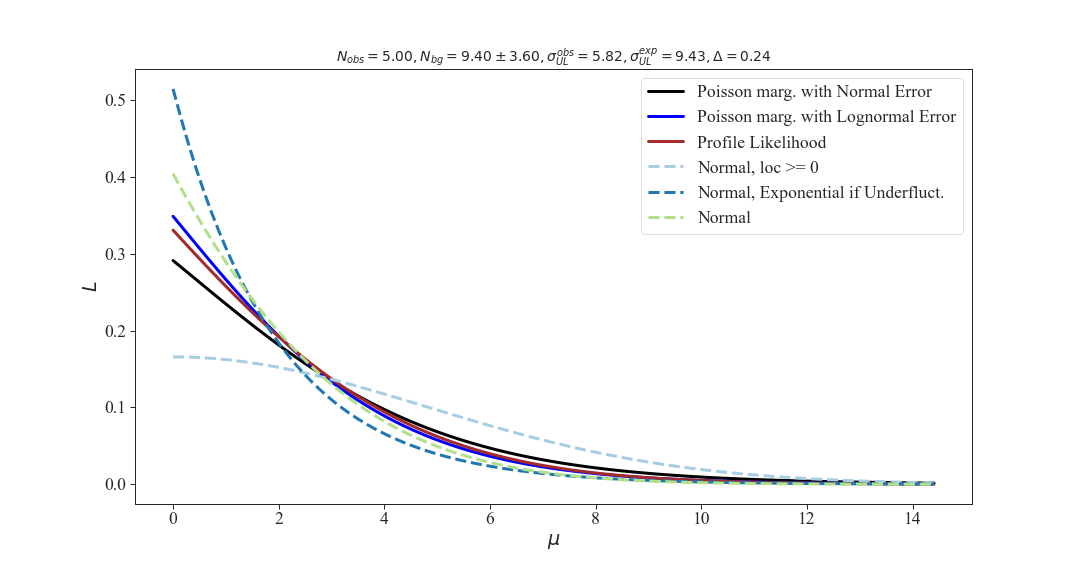 N_obs = 5.00, N_bg = 9.40 ± 3.60, σ_UL^obs = 5.82, σ_UL^exp = 9.43, Δ = 0.24
Poisson marg. with Normal Error
Poisson marg. with Lognormal Error
Profile Likelihood
Normal, loc >= 0
Normal, Exponential if Underfluct.
Normal
0.5
0.4
0.3
0.2
0.1
0.0
L
0 2 4 6 8 10 12 14
μ